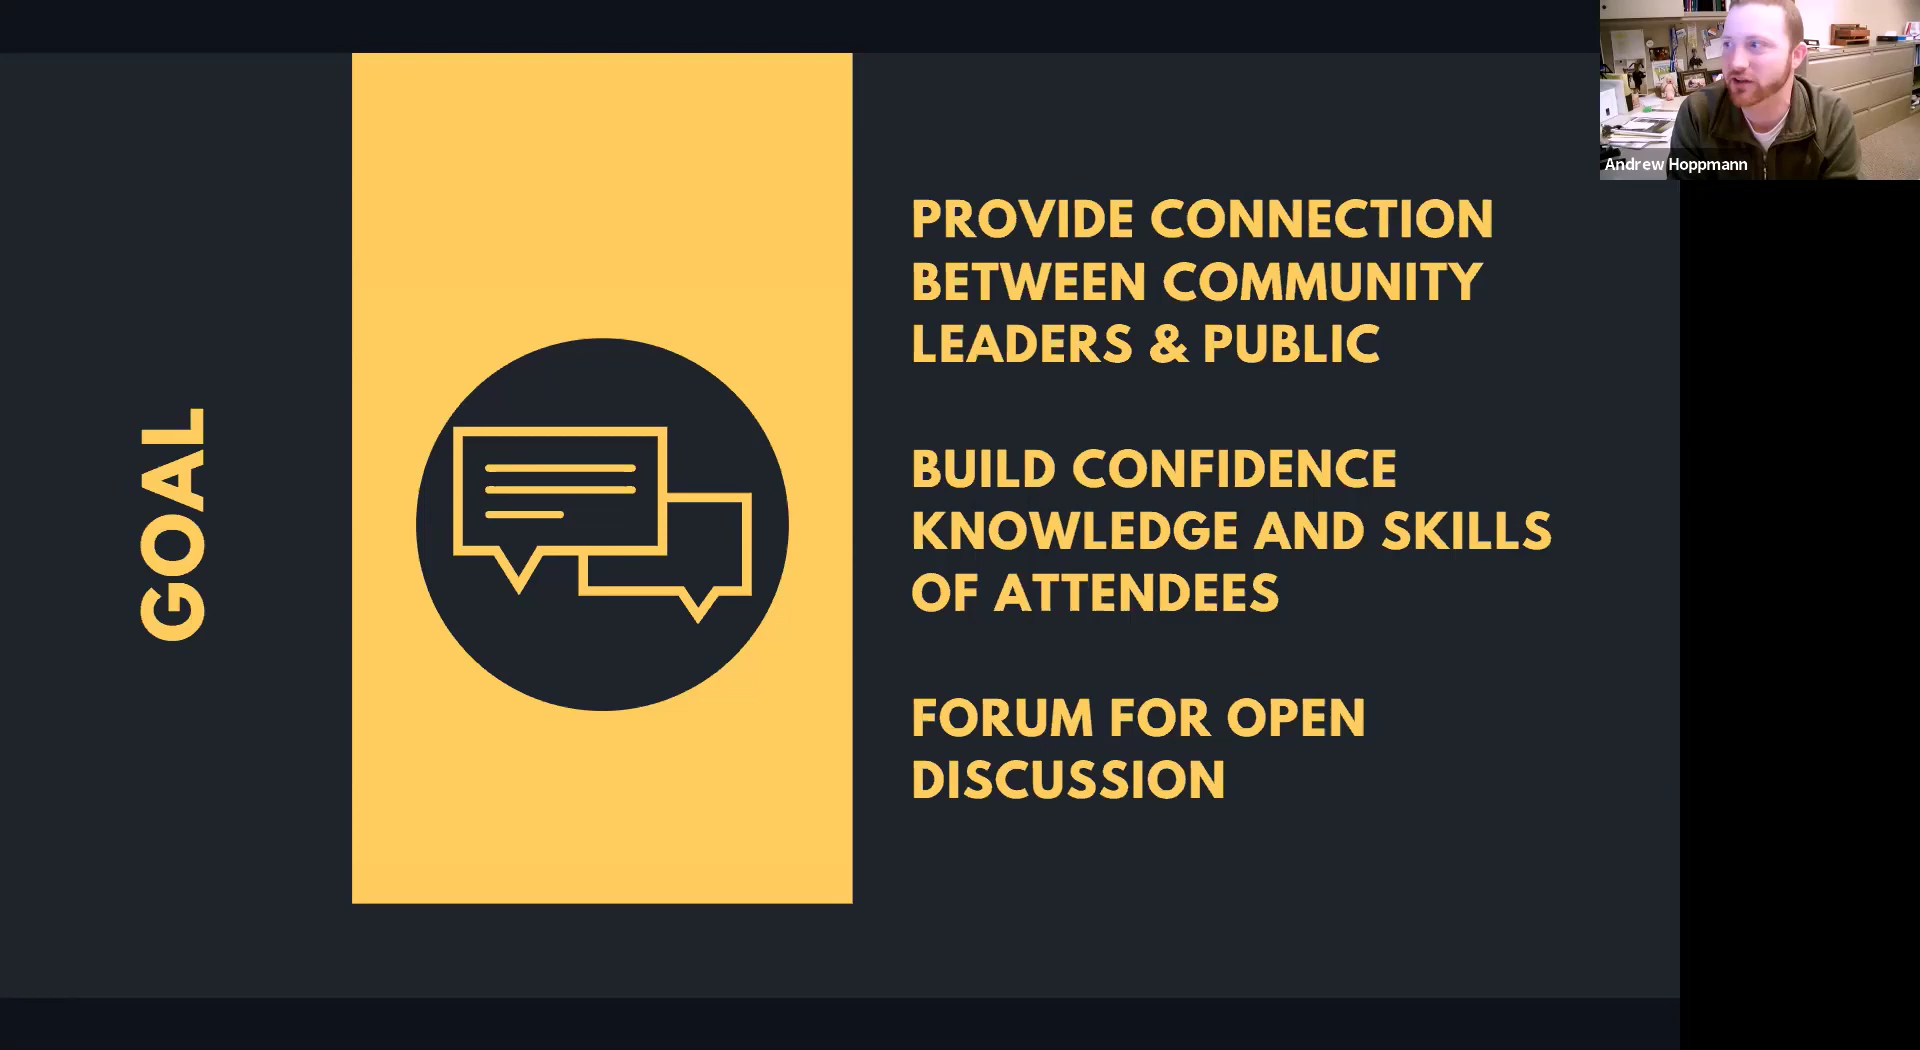 GOAL
PROVIDE CONNECTION
BETWEEN COMMUNITY
LEADERS & PUBLIC
BUILD CONFIDENCE
KNOWLEDGE AND SKILLS
OF ATTENDEES
FORUM FOR OPEN
DISCUSSION
Andrew Hoppmann